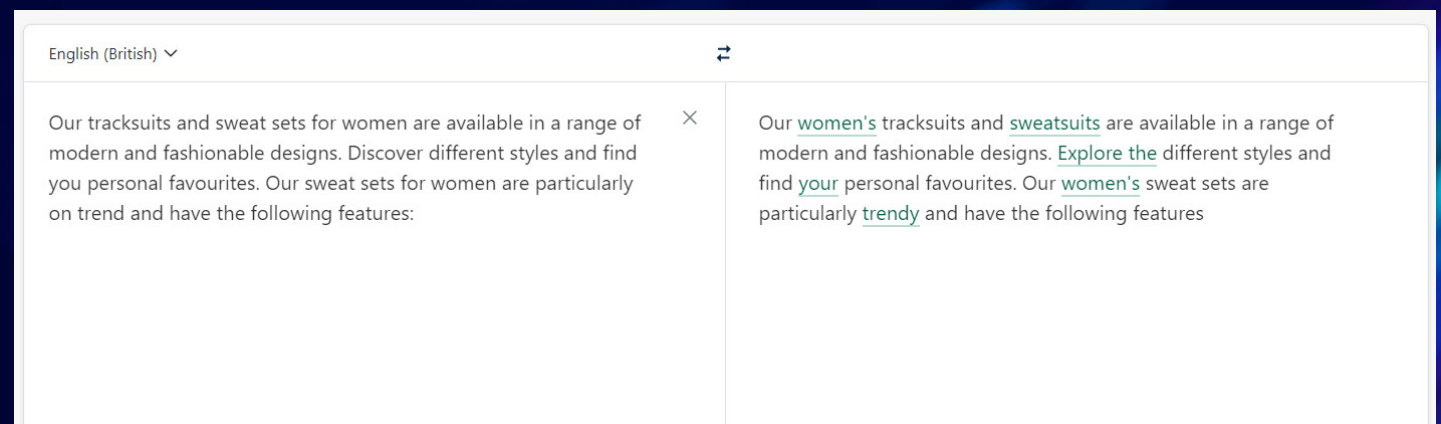 English (British)
Our tracksuits and sweat sets for women are available in a range of
modern and fashionable designs. Discover different styles and find
you personal favourites. Our sweat sets for women are particularly
on trend and have the following features:
Our women's tracksuits and sweatsuits are available in a range of
modern and fashionable designs. Explore the different styles and
find your personal favourites. Our women's sweat sets are
particularly trendy and have the following features